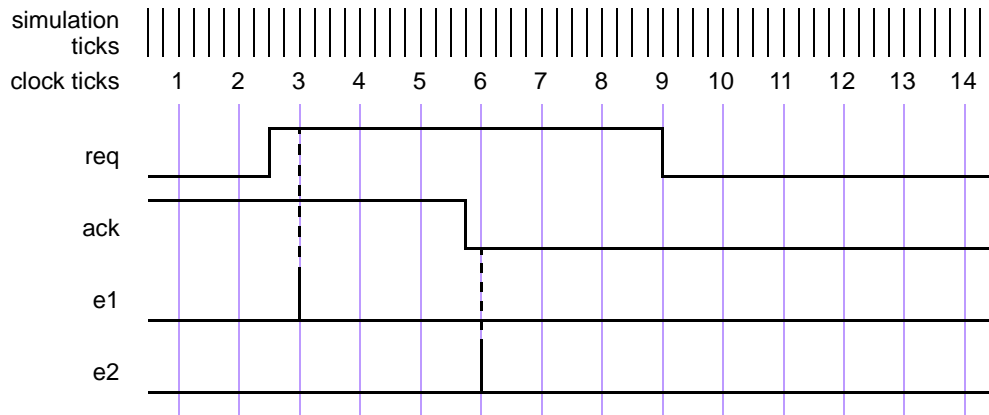 simulation
ticks
clock ticks 1 2 3 4 5 6 7 8 9 10 11 12 13 14
req
ack
e1
e2